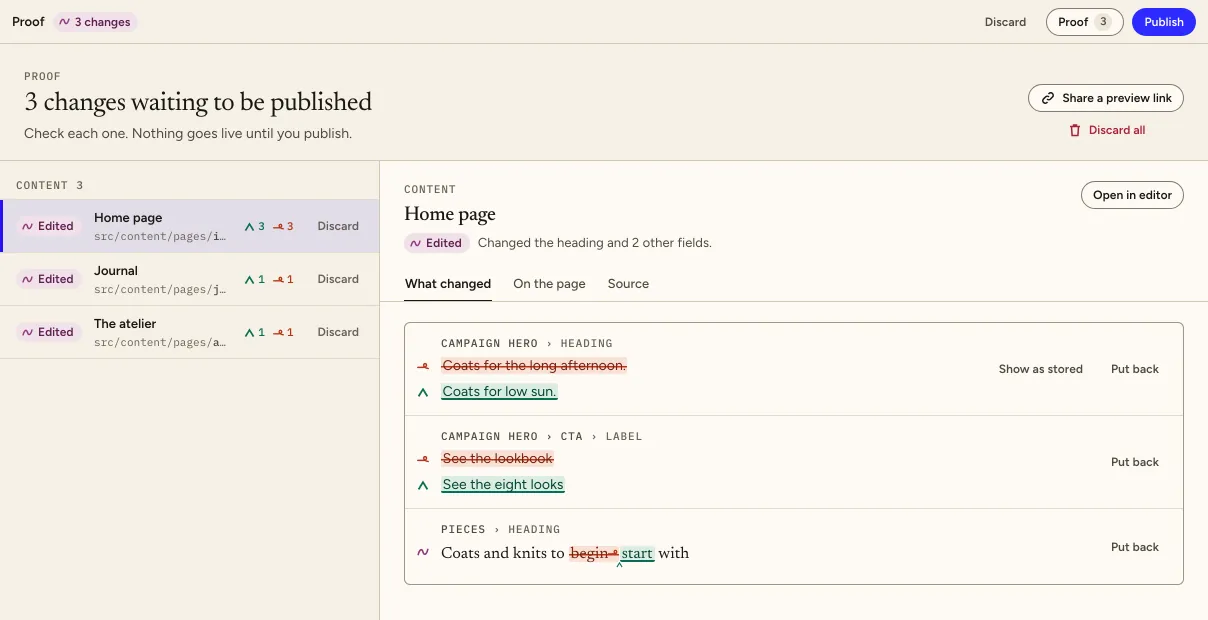 Proof 3 changes Discard Proof 3 Publish
PROOF
3 changes waiting to be published
Check each one. Nothing goes live until you publish.
Share a preview link
Discard all
CONTENT 3
Edited Home page 3 3 Discard
src/content/pages/i…
Edited Journal 1 1 Discard
src/content/pages/j…
Edited The atelier 1 1 Discard
src/content/pages/a…
CONTENT
Home page
Open in editor
Edited Changed the heading and 2 other fields.
What changed On the page Source
CAMPAIGN HERO › HEADING
Coats for the long afternoon.
Coats for low sun.
Show as stored Put back
CAMPAIGN HERO › CTA › LABEL
See the lookbook
See the eight looks
Put back
PIECES › HEADING
Coats and knits to begin start with
Put back